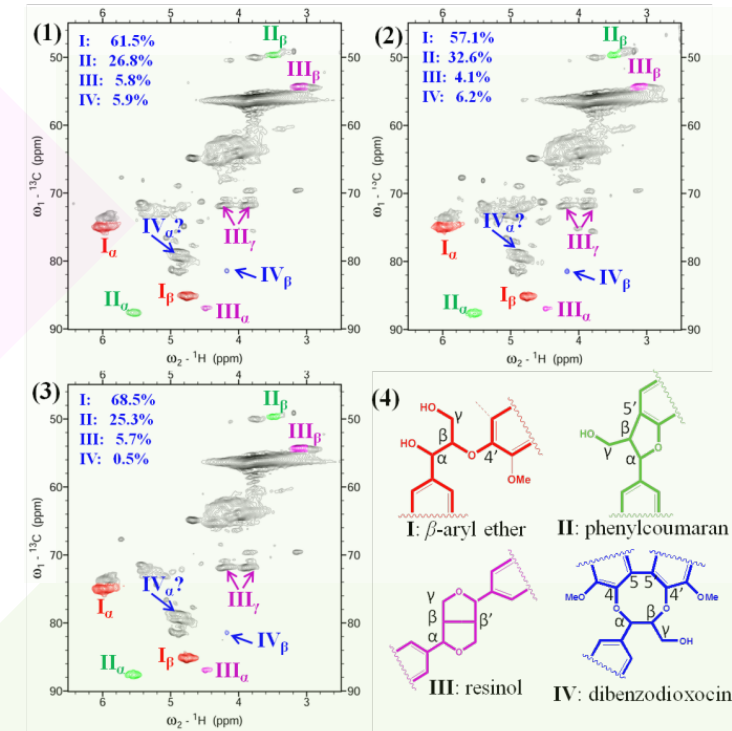 (1)
I: 61.5%
II: 26.8%
III: 5.8%
IV: 5.9%
IIβ
IIIβ
IVα?
IIIγ
Iα
IVβ
Iβ
IIα
IIIα
50
60
70
80
90
6 5 4 3
ω1 - 13C (ppm)
ω2 - 1H (ppm)
(2)
I: 57.1%
II: 32.6%
III: 4.1%
IV: 6.2%
IIβ
IIIβ
IVα?
IIIγ
Iα
IVβ
Iβ
IIα
IIIα
50
60
70
80
90
6 5 4 3
ω1 - 13C (ppm)
ω2 - 1H (ppm)
(3)
I: 68.5%
II: 25.3%
III: 5.7%
IV: 0.5%
IIβ
IIIβ
IVα?
IIIγ
Iα
IVβ
Iβ
IIα
IIIα
50
60
70
80
90
6 5 4 3
ω1 - 13C (ppm)
ω2 - 1H (ppm)
(4)
HO γ
β
HO
α O 4′
OMe
I: β-aryl ether
5′
HO β
γ α O
II: phenylcoumaran
O
γ
β β′
α
O
III: resinol
5 5′
MeO 4 4′ OMe
O O
α β γ
OH
IV: dibenzodioxocin